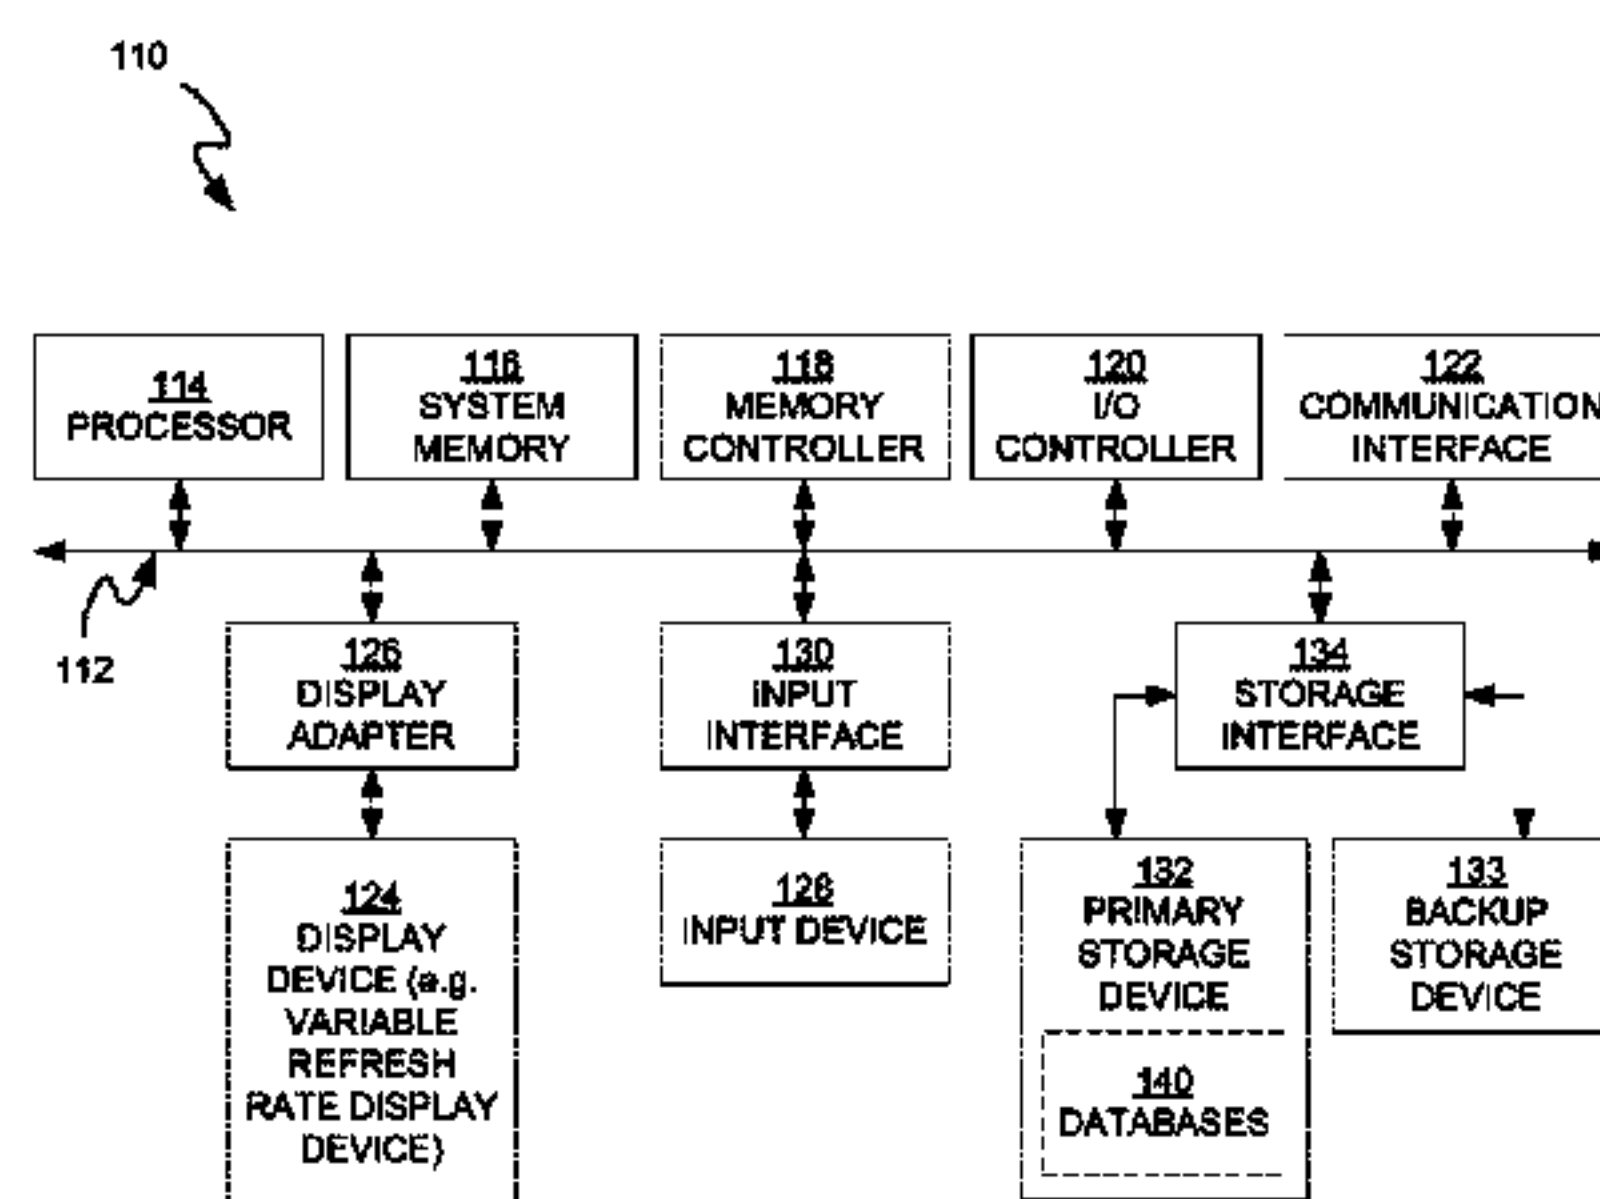 110
114
PROCESSOR
116
SYSTEM
MEMORY
118
MEMORY
CONTROLLER
120
I/O
CONTROLLER
122
COMMUNICATION
INTERFACE
112
126
DISPLAY
ADAPTER
130
INPUT
INTERFACE
134
STORAGE
INTERFACE
124
DISPLAY
DEVICE (e.g.
VARIABLE
REFRESH
RATE DISPLAY
DEVICE)
128
INPUT DEVICE
132
PRIMARY
STORAGE
DEVICE
140
DATABASES
133
BACKUP
STORAGE
DEVICE